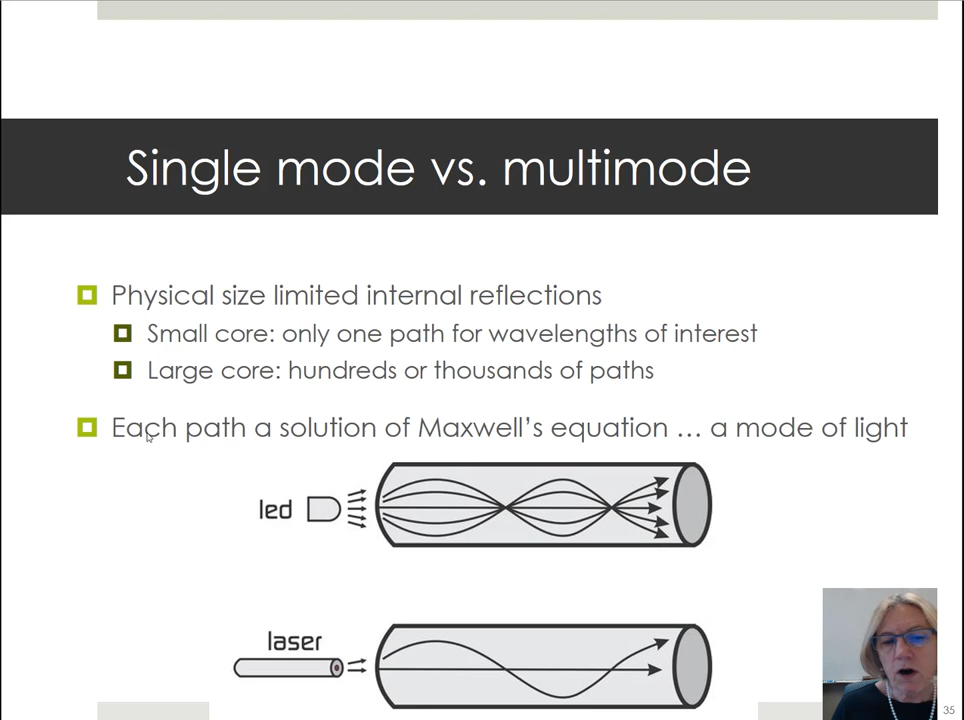 Single mode vs. multimode
Physical size limited internal reflections
Small core: only one path for wavelengths of interest
Large core: hundreds or thousands of paths
Each path a solution of Maxwell's equation … a mode of light
led
laser
35